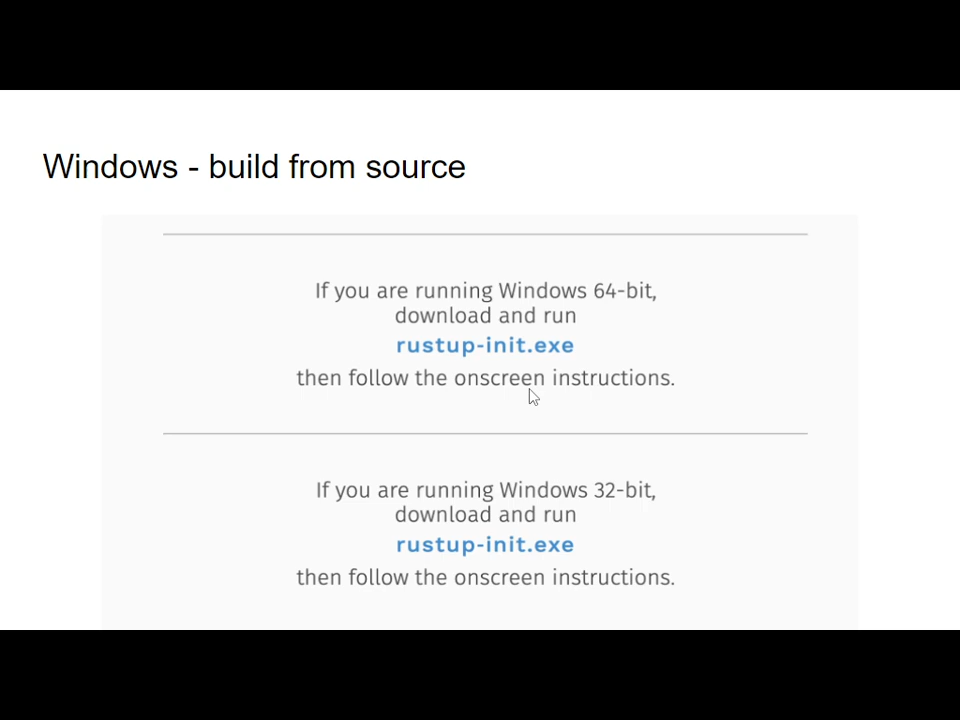 Windows - build from source
If you are running Windows 64-bit,
download and run
rustup-init.exe
then follow the onscreen instructions.
If you are running Windows 32-bit,
download and run
rustup-init.exe
then follow the onscreen instructions.